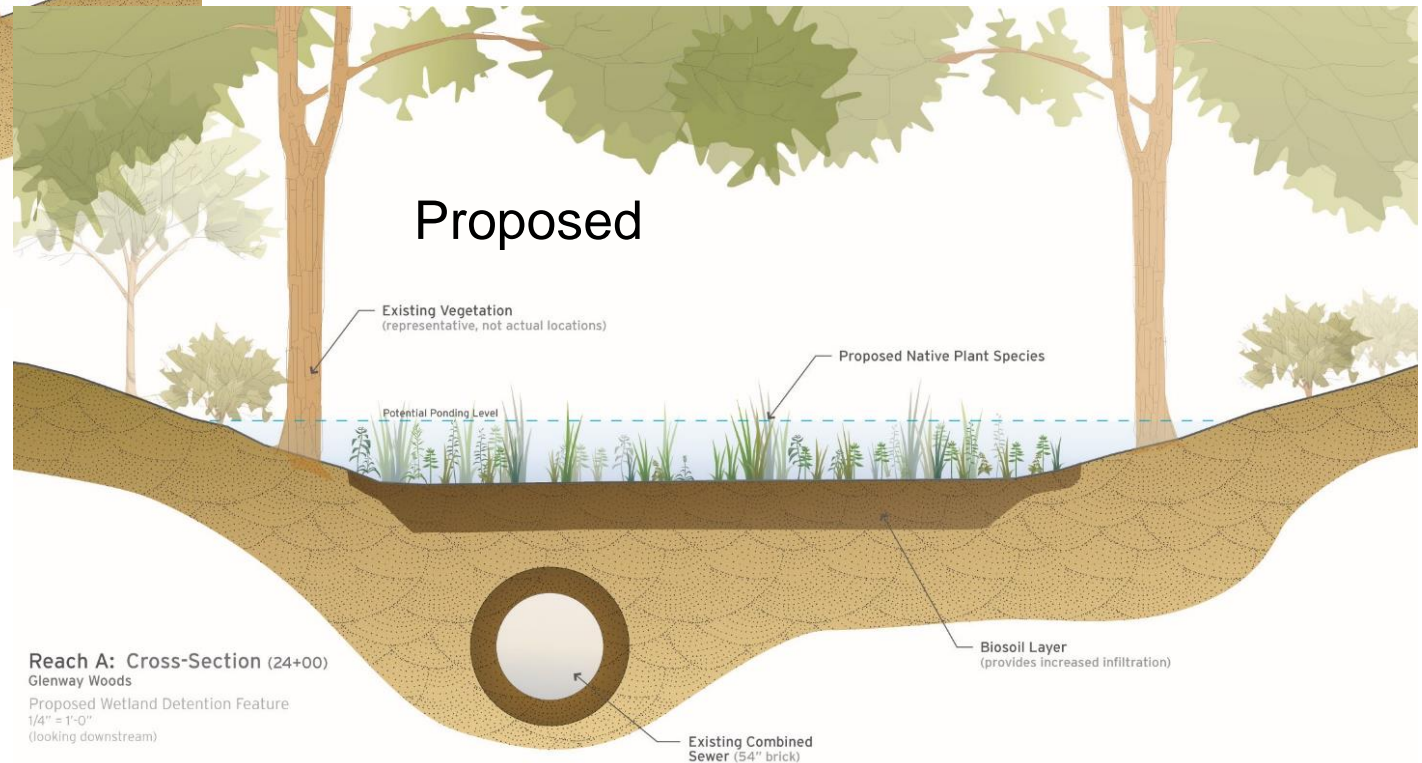 Proposed
Existing Vegetation
(representative, not actual locations)
Proposed Native Plant Species
Potential Ponding Level
Biosoil Layer
(provides increased infiltration)
Reach A: Cross-Section (24+00)
Glenway Woods
Proposed Wetland Detention Feature
1/4" = 1'-0"
(looking downstream)
Existing Combined
Sewer (54" brick)